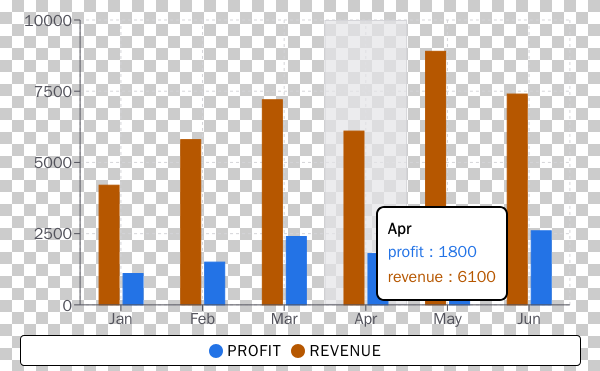 10000
7500
5000
2500
0
Jan Feb Mar Apr May Jun
Apr
profit : 1800
revenue : 6100
PROFIT REVENUE